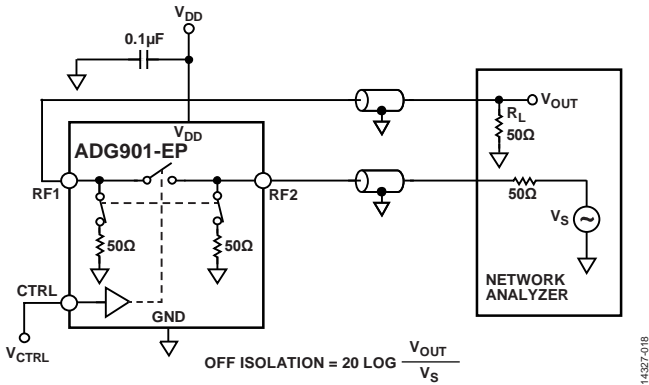 VDD
0.1µF
VDD
ADG901-EP
RF1
RF2
50Ω
50Ω
CTRL
GND
VCTRL
VOUT
RL
50Ω
50Ω
VS
~
NETWORK
ANALYZER
OFF ISOLATION = 20 LOG VOUT
VS
14327-018